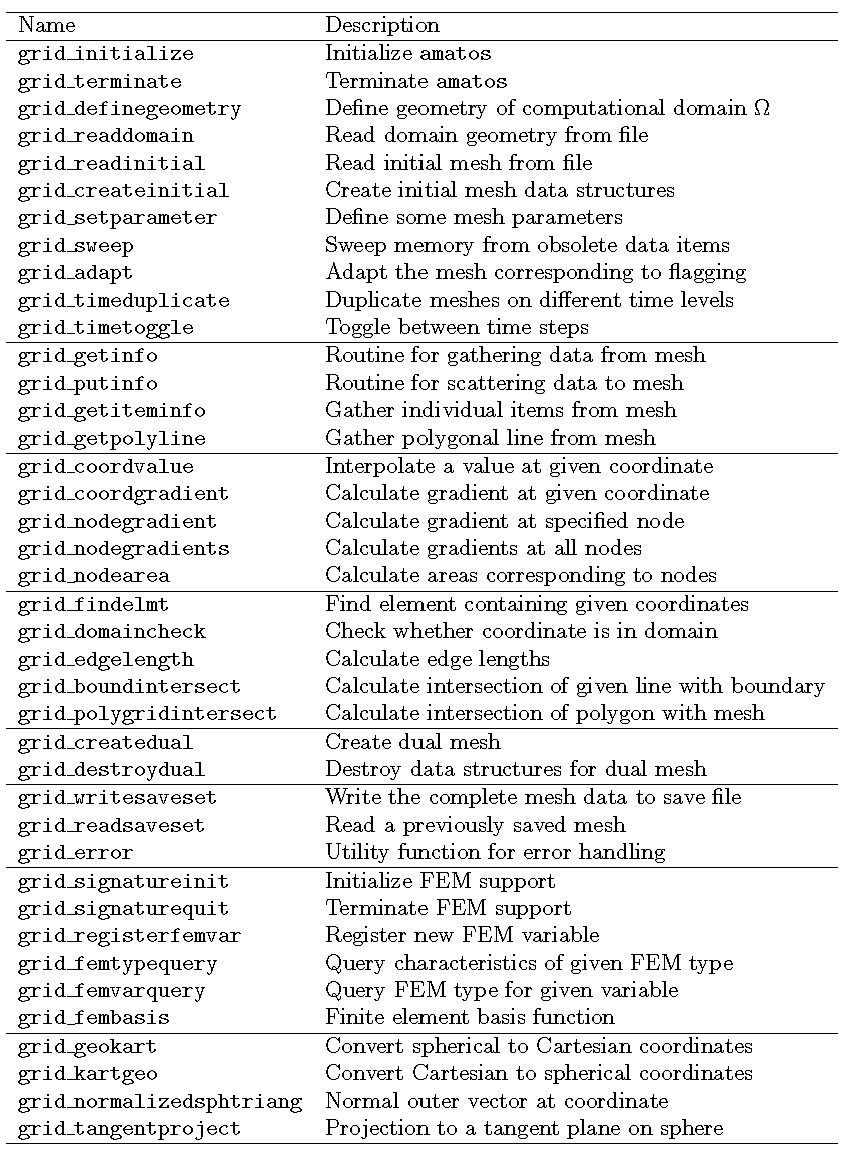 Name Description
grid_initialize Initialize amatos
grid_terminate Terminate amatos
grid_definegeometry Define geometry of computational domain Ω
grid_readdomain Read domain geometry from file
grid_readinitial Read initial mesh from file
grid_createinitial Create initial mesh data structures
grid_setparameter Define some mesh parameters
grid_sweep Sweep memory from obsolete data items
grid_adapt Adapt the mesh corresponding to flagging
grid_timeduplicate Duplicate meshes on different time levels
grid_timetoggle Toggle between time steps
grid_getinfo Routine for gathering data from mesh
grid_putinfo Routine for scattering data to mesh
grid_getiteminfo Gather individual items from mesh
grid_getpolyline Gather polygonal line from mesh
grid_coordvalue Interpolate a value at given coordinate
grid_coordgradient Calculate gradient at given coordinate
grid_nodegradient Calculate gradient at specified node
grid_nodegradients Calculate gradients at all nodes
grid_nodearea Calculate areas corresponding to nodes
grid_findelmt Find element containing given coordinates
grid_domaincheck Check whether coordinate is in domain
grid_edgelength Calculate edge lengths
grid_boundintersect Calculate intersection of given line with boundary
grid_polygridintersect Calculate intersection of polygon with mesh
grid_createdual Create dual mesh
grid_destroydual Destroy data structures for dual mesh
grid_writesaveset Write the complete mesh data to save file
grid_readsaveset Read a previously saved mesh
grid_error Utility function for error handling
grid_signatureinit Initialize FEM support
grid_signaturequit Terminate FEM support
grid_registerfemvar Register new FEM variable
grid_femtypequery Query characteristics of given FEM type
grid_femvarquery Query FEM type for given variable
grid_fembasis Finite element basis function
grid_geokart Convert spherical to Cartesian coordinates
grid_kartgeo Convert Cartesian to spherical coordinates
grid_normalizedsphtriang Normal outer vector at coordinate
grid_tangentproject Projection to a tangent plane on sphere